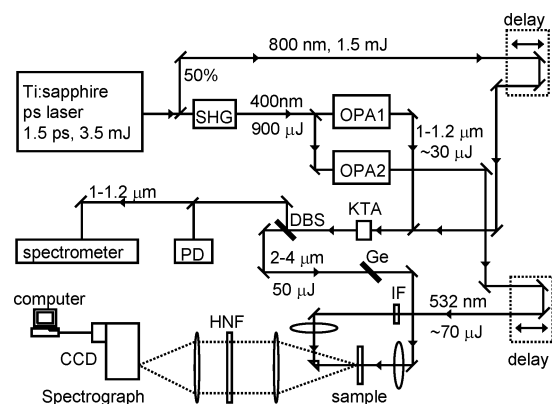 delay
800 nm, 1.5 mJ
50%
Ti:sapphire
ps laser
1.5 ps, 3.5 mJ
SHG
400nm
900 μJ
OPA1
OPA2
1-1.2 μm
~30 μJ
1-1.2 μm
KTA
DBS
spectrometer
PD
2-4 μm
50 μJ
Ge
IF
532 nm
~70 μJ
delay
computer
CCD
Spectrograph
HNF
sample